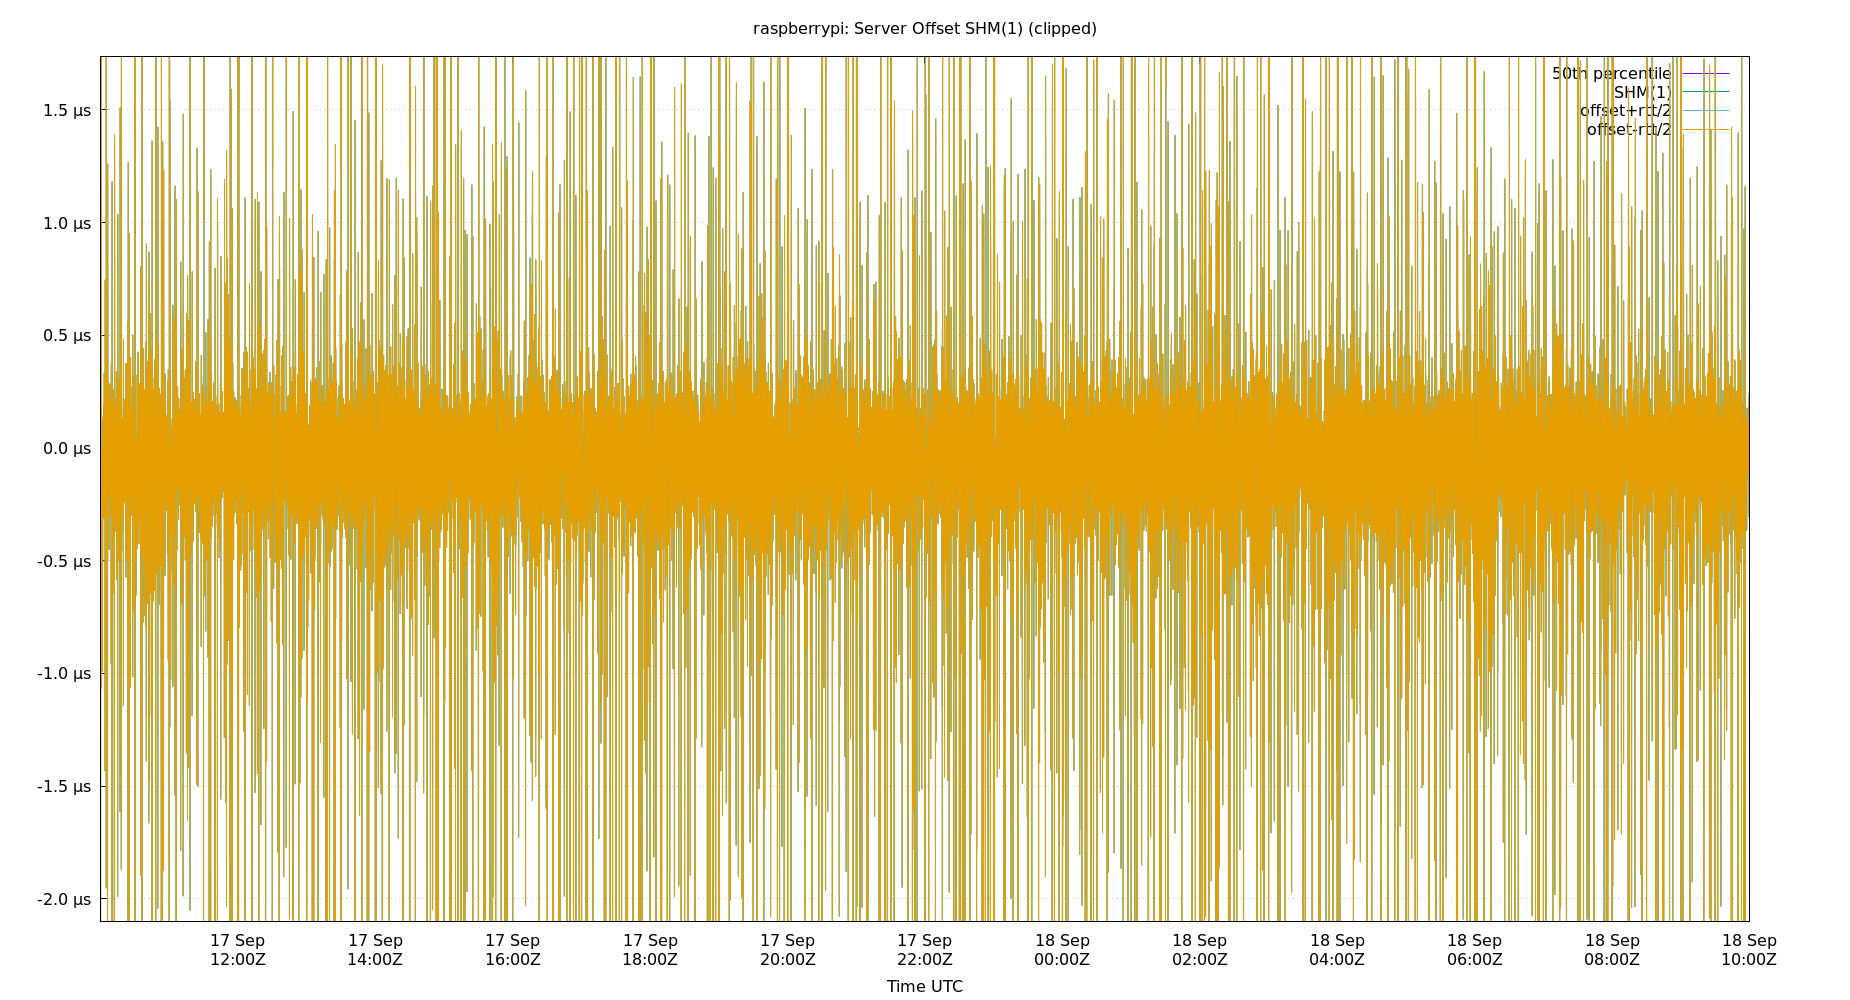 raspberrypi: Server Offset SHM(1) (clipped)
50th percentile
SHM(1)
offset+rtt/2
offset-rtt/2
1.5 µs
1.0 µs
0.5 µs
0.0 µs
-0.5 µs
-1.0 µs
-1.5 µs
-2.0 µs
17 Sep 17 Sep 17 Sep 17 Sep 17 Sep 17 Sep 18 Sep 18 Sep 18 Sep 18 Sep 18 Sep 18 Sep
12:00Z 14:00Z 16:00Z 18:00Z 20:00Z 22:00Z 00:00Z 02:00Z 04:00Z 06:00Z 08:00Z 10:00Z
Time UTC